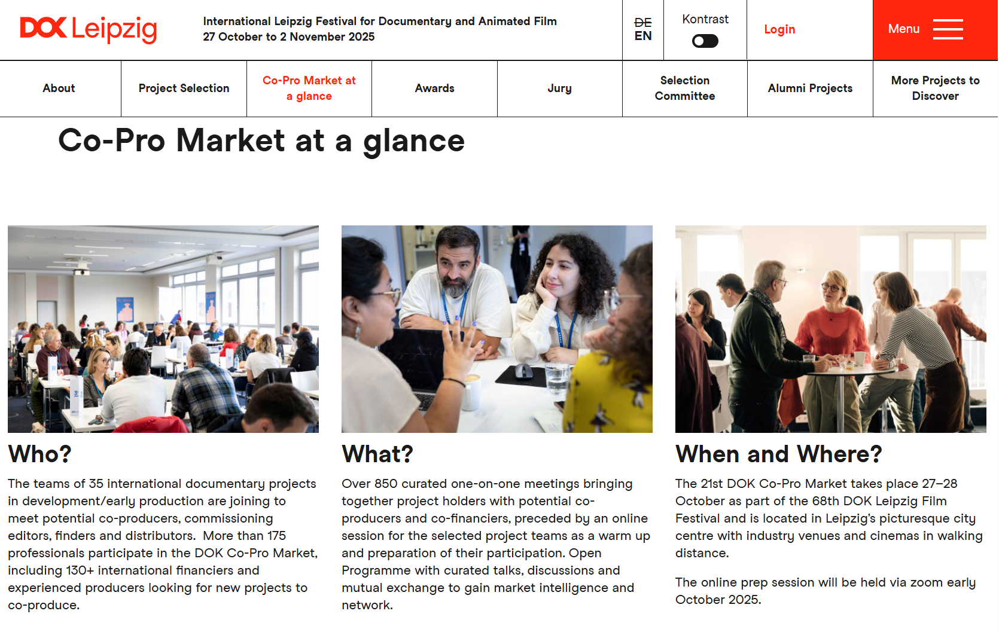 DOK Leipzig
International Leipzig Festival for Documentary and Animated Film
27 October to 2 November 2025
DE
EN
Kontrast
Login
Menu
About
Project Selection
Co-Pro Market at
a glance
Awards
Jury
Selection
Committee
Alumni Projects
More Projects to
Discover
Co-Pro Market at a glance
Who?
The teams of 35 international documentary projects
in development/early production are joining to
meet potential co-producers, commissioning
editors, finders and distributors.  More than 175
professionals participate in the DOK Co-Pro Market,
including 130+ international financiers and
experienced producers looking for new projects to
co-produce.
What?
Over 850 curated one-on-one meetings bringing
together project holders with potential co-
producers and co-financiers, preceded by an online
session for the selected project teams as a warm up
and preparation of their participation. Open
Programme with curated talks, discussions and
mutual exchange to gain market intelligence and
network.
When and Where?
The 21st DOK Co-Pro Market takes place 27–28
October as part of the 68th DOK Leipzig Film
Festival and is located in Leipzig’s picturesque city
centre with industry venues and cinemas in walking
distance.
The online prep session will be held via zoom early
October 2025.